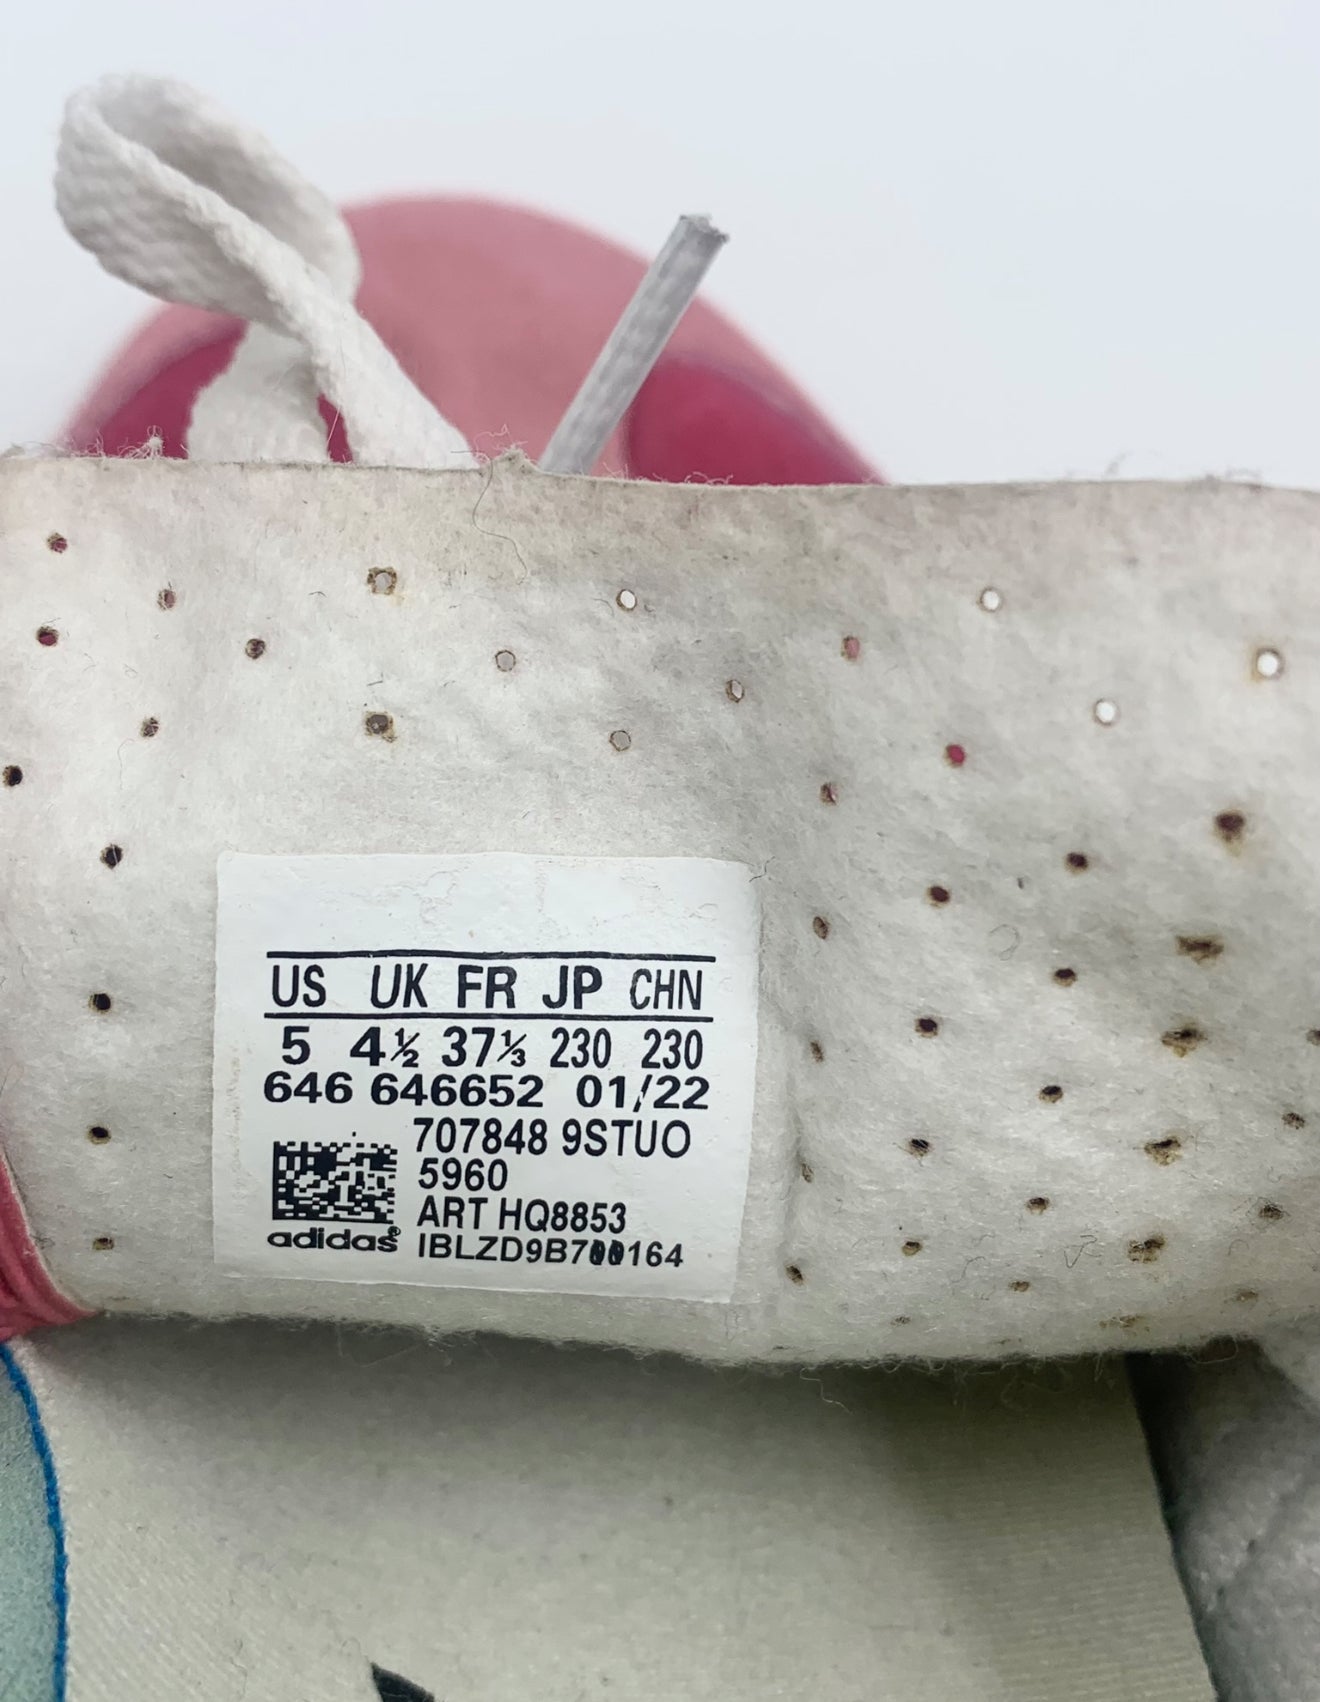 US UK FR JP CHN
5 4½ 37⅓ 230 230
646 646652 01/22
707848 9STUO
5960
ART HQ8853
adidas® IBLZD9B700164